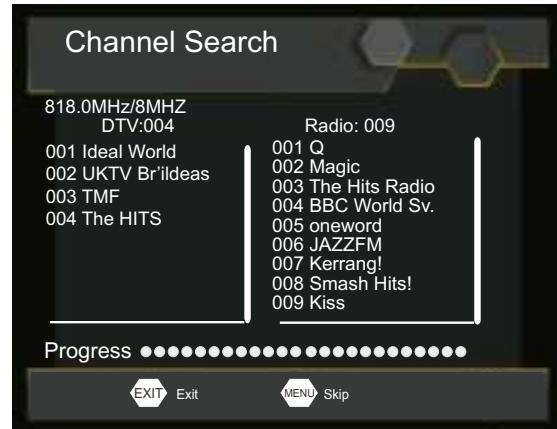 Channel Search
818.0MHz/8MHZ
DTV:004
001 Ideal World
002 UKTV Br'ildeas
003 TMF
004 The HITS
Radio: 009
001 Q
002 Magic
003 The Hits Radio
004 BBC World Sv.
005 oneword
006 JAZZFM
007 Kerrang!
008 Smash Hits!
009 Kiss
Progress
EXIT Exit
MENU Skip